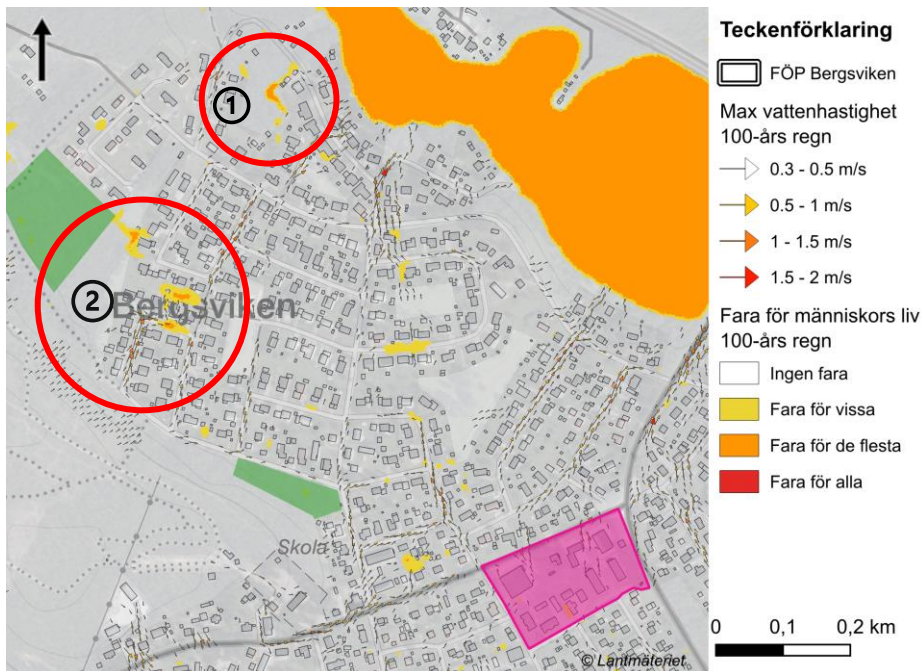 1
2
Bergsviken
Skola
© Lantmäteriet
Teckenförklaring
FÖP Bergsviken
Max vattenhastighet
100-års regn
0.3 - 0.5 m/s
0.5 - 1 m/s
1 - 1.5 m/s
1.5 - 2 m/s
Fara för människors liv
100-års regn
Ingen fara
Fara för vissa
Fara för de flesta
Fara för alla
0 0,1 0,2 km